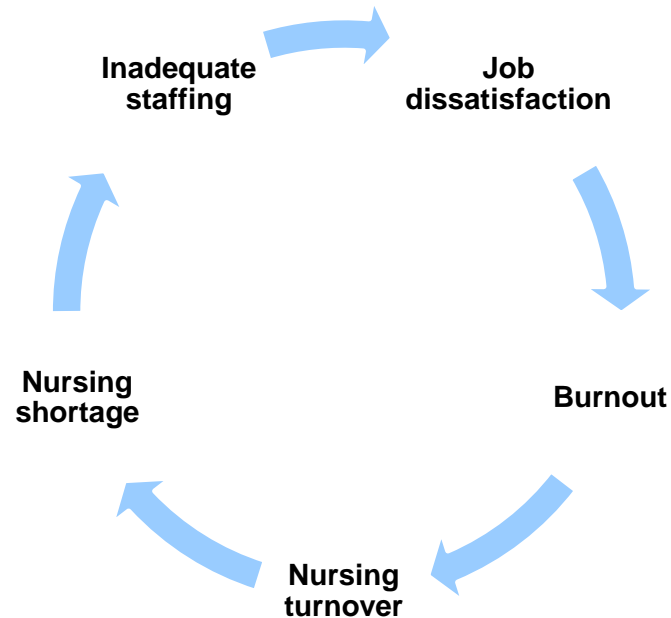 Inadequate
staffing
Job
dissatisfaction
Burnout
Nursing
turnover
Nursing
shortage